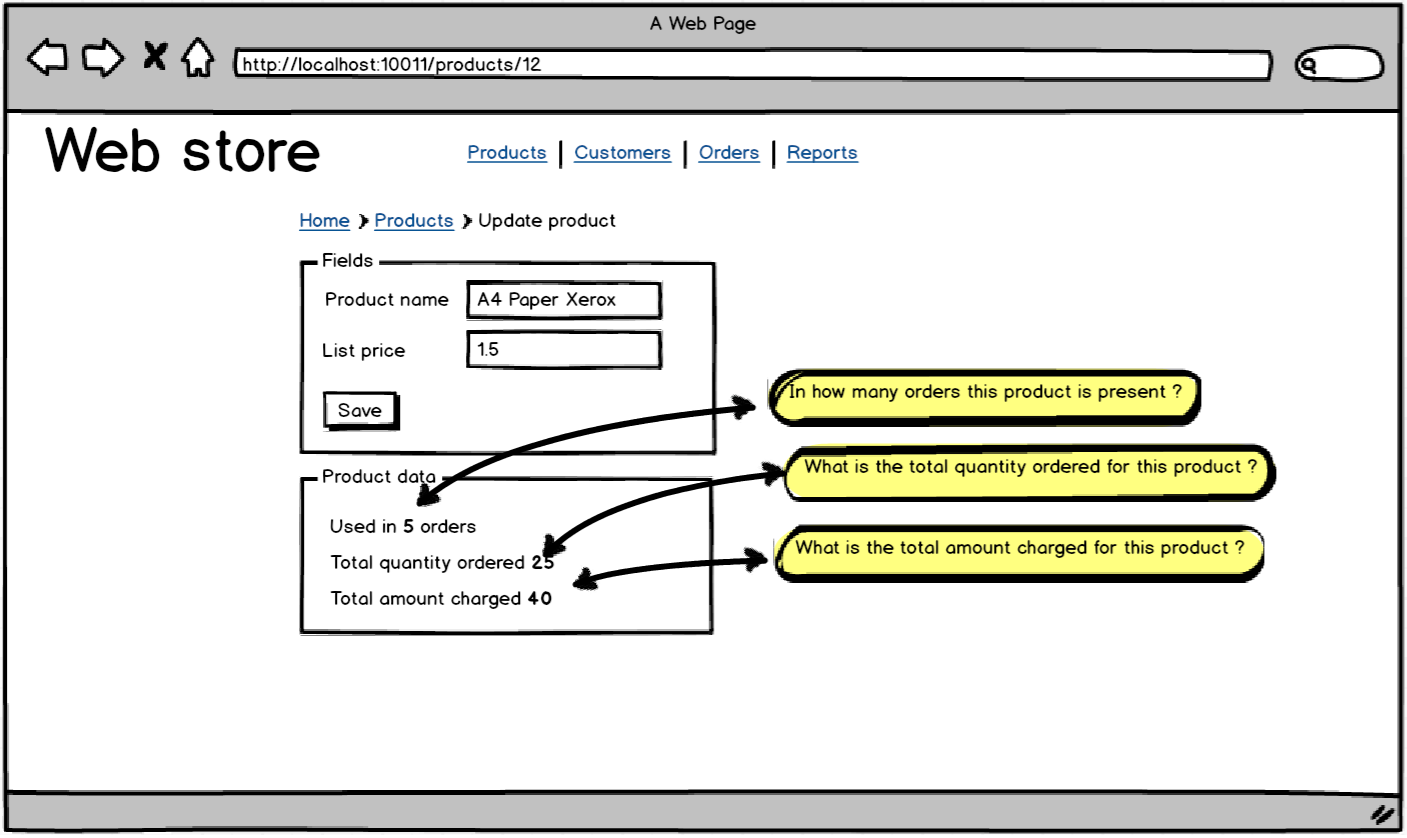 A Web Page
http://localhost:10011/products/12
Web store
Products | Customers | Orders | Reports
Home > Products > Update product
Fields
Product name A4 Paper Xerox
List price 1.5
Save
In how many orders this product is present ?
What is the total quantity ordered for this product ?
What is the total amount charged for this product ?
Product data
Used in 5 orders
Total quantity ordered 25
Total amount charged 40